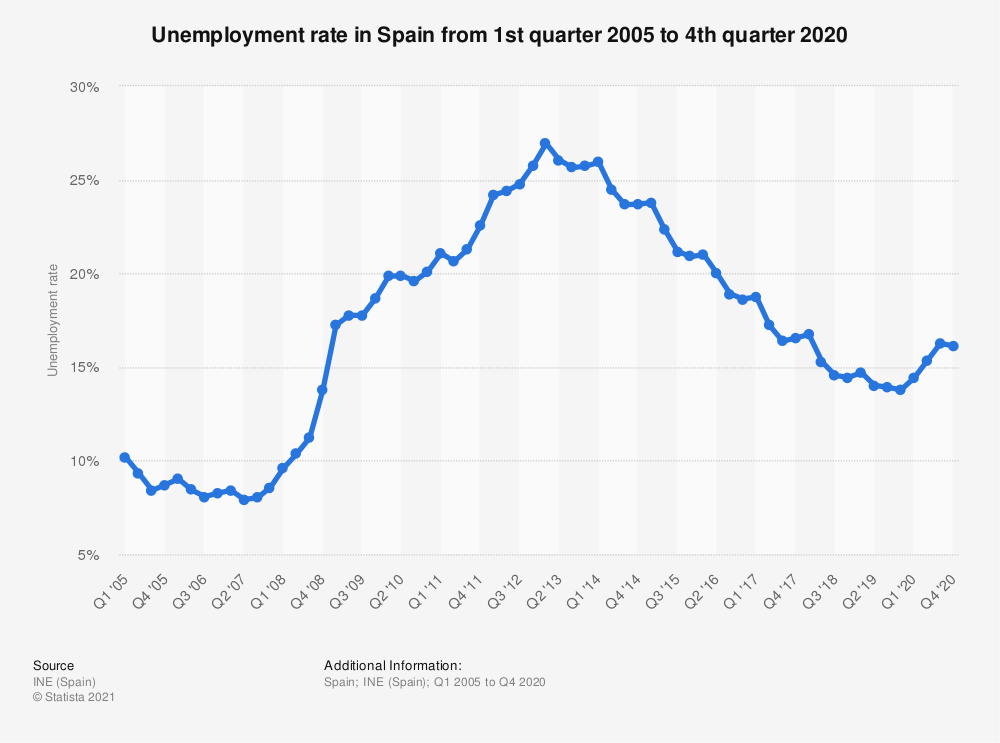 Unemployment rate in Spain from 1st quarter 2005 to 4th quarter 2020
30%
25%
20%
15%
10%
5%
Unemployment rate
Q1 '05
Q4 '05
Q3 '06
Q2 '07
Q1 '08
Q4 '08
Q3 '09
Q2 '10
Q1 '11
Q4 '11
Q3 '12
Q2 '13
Q1 '14
Q4 '14
Q3 '15
Q2 '16
Q1 '17
Q4 '17
Q3 '18
Q2 '19
Q1 '20
Q4 '20
Source
INE (Spain)
© Statista 2021
Additional Information:
Spain; INE (Spain); Q1 2005 to Q4 2020